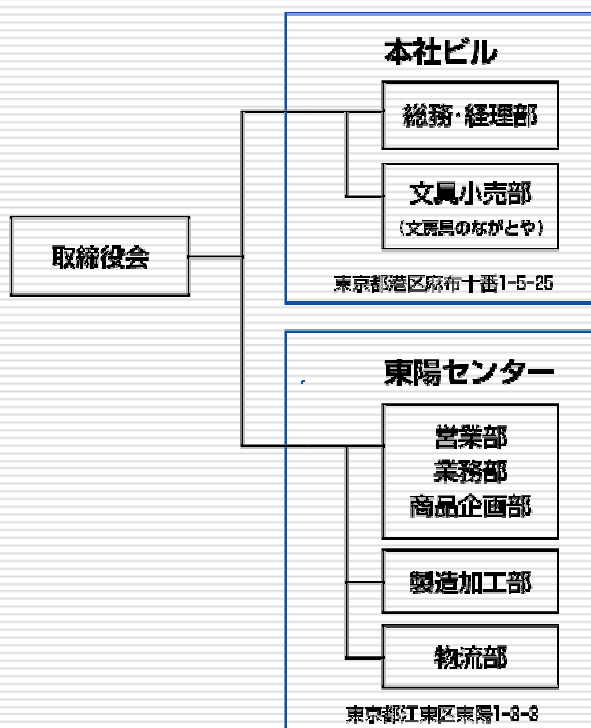 本社ビル
総務・経理部
文具小売部
(文房具のながとや)
取締役会
東京都港区麻布十番1-5-25
東陽センター
営業部
業務部
商品企画部
製造加工部
物流部
東京都江東区東陽1-3-3